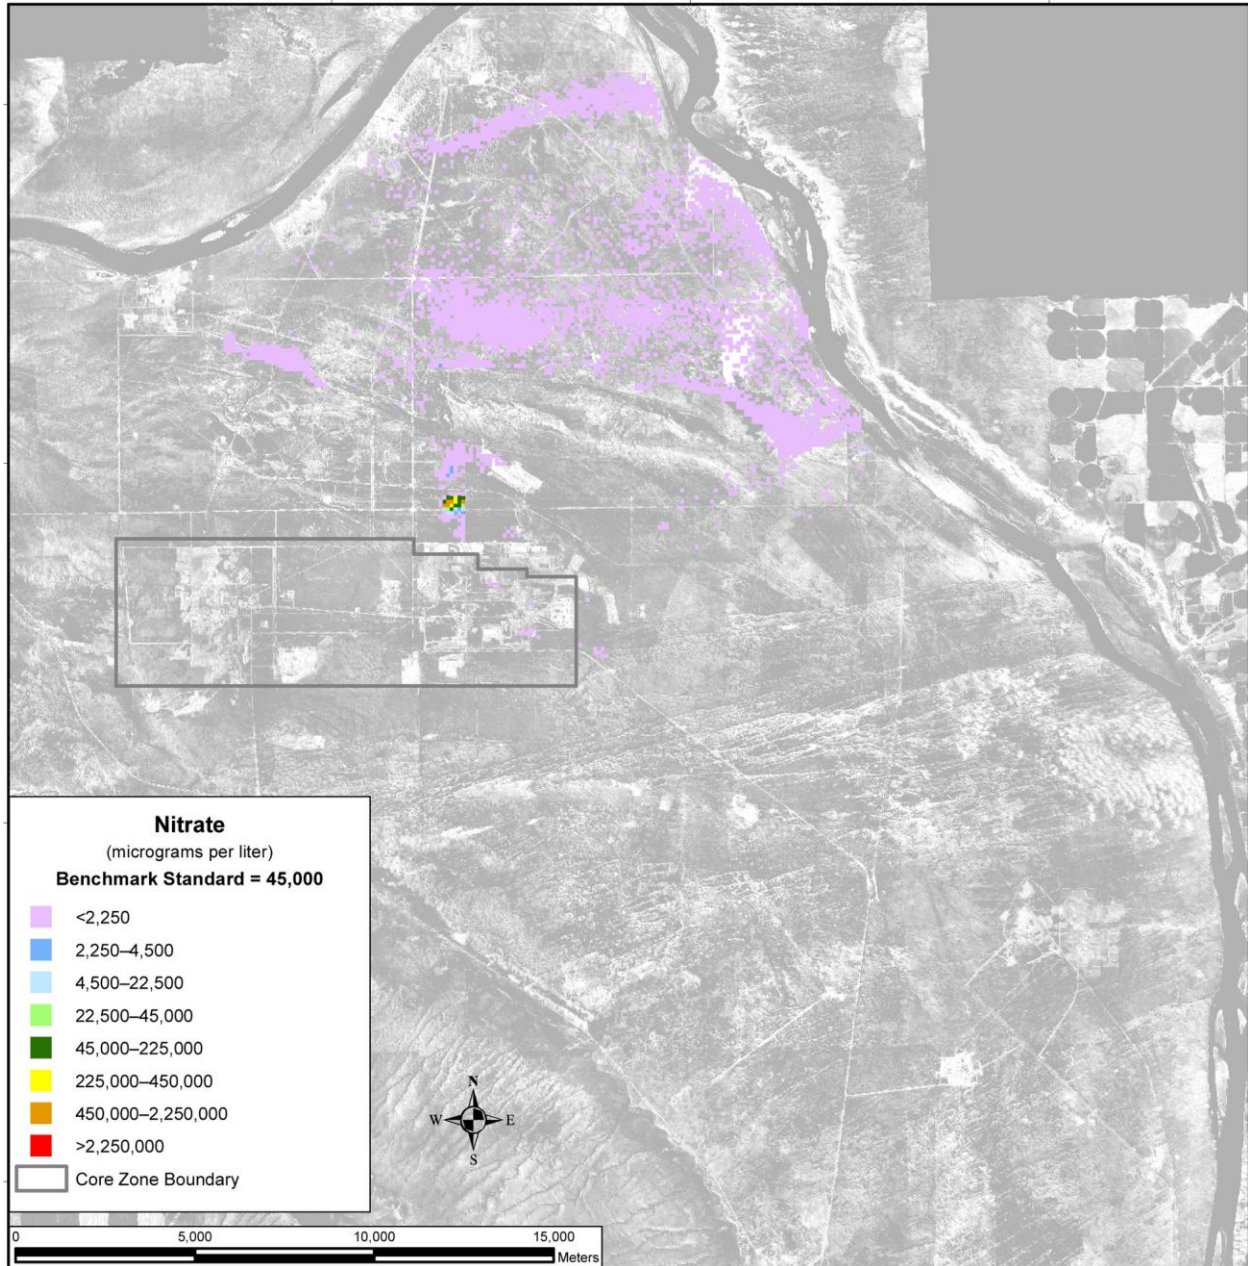 Nitrate
(micrograms per liter)
Benchmark Standard = 45,000
<2,250
2,250–4,500
4,500–22,500
22,500–45,000
45,000–225,000
225,000–450,000
450,000–2,250,000
>2,250,000
Core Zone Boundary
N
W E
S
0 5,000 10,000 15,000
Meters